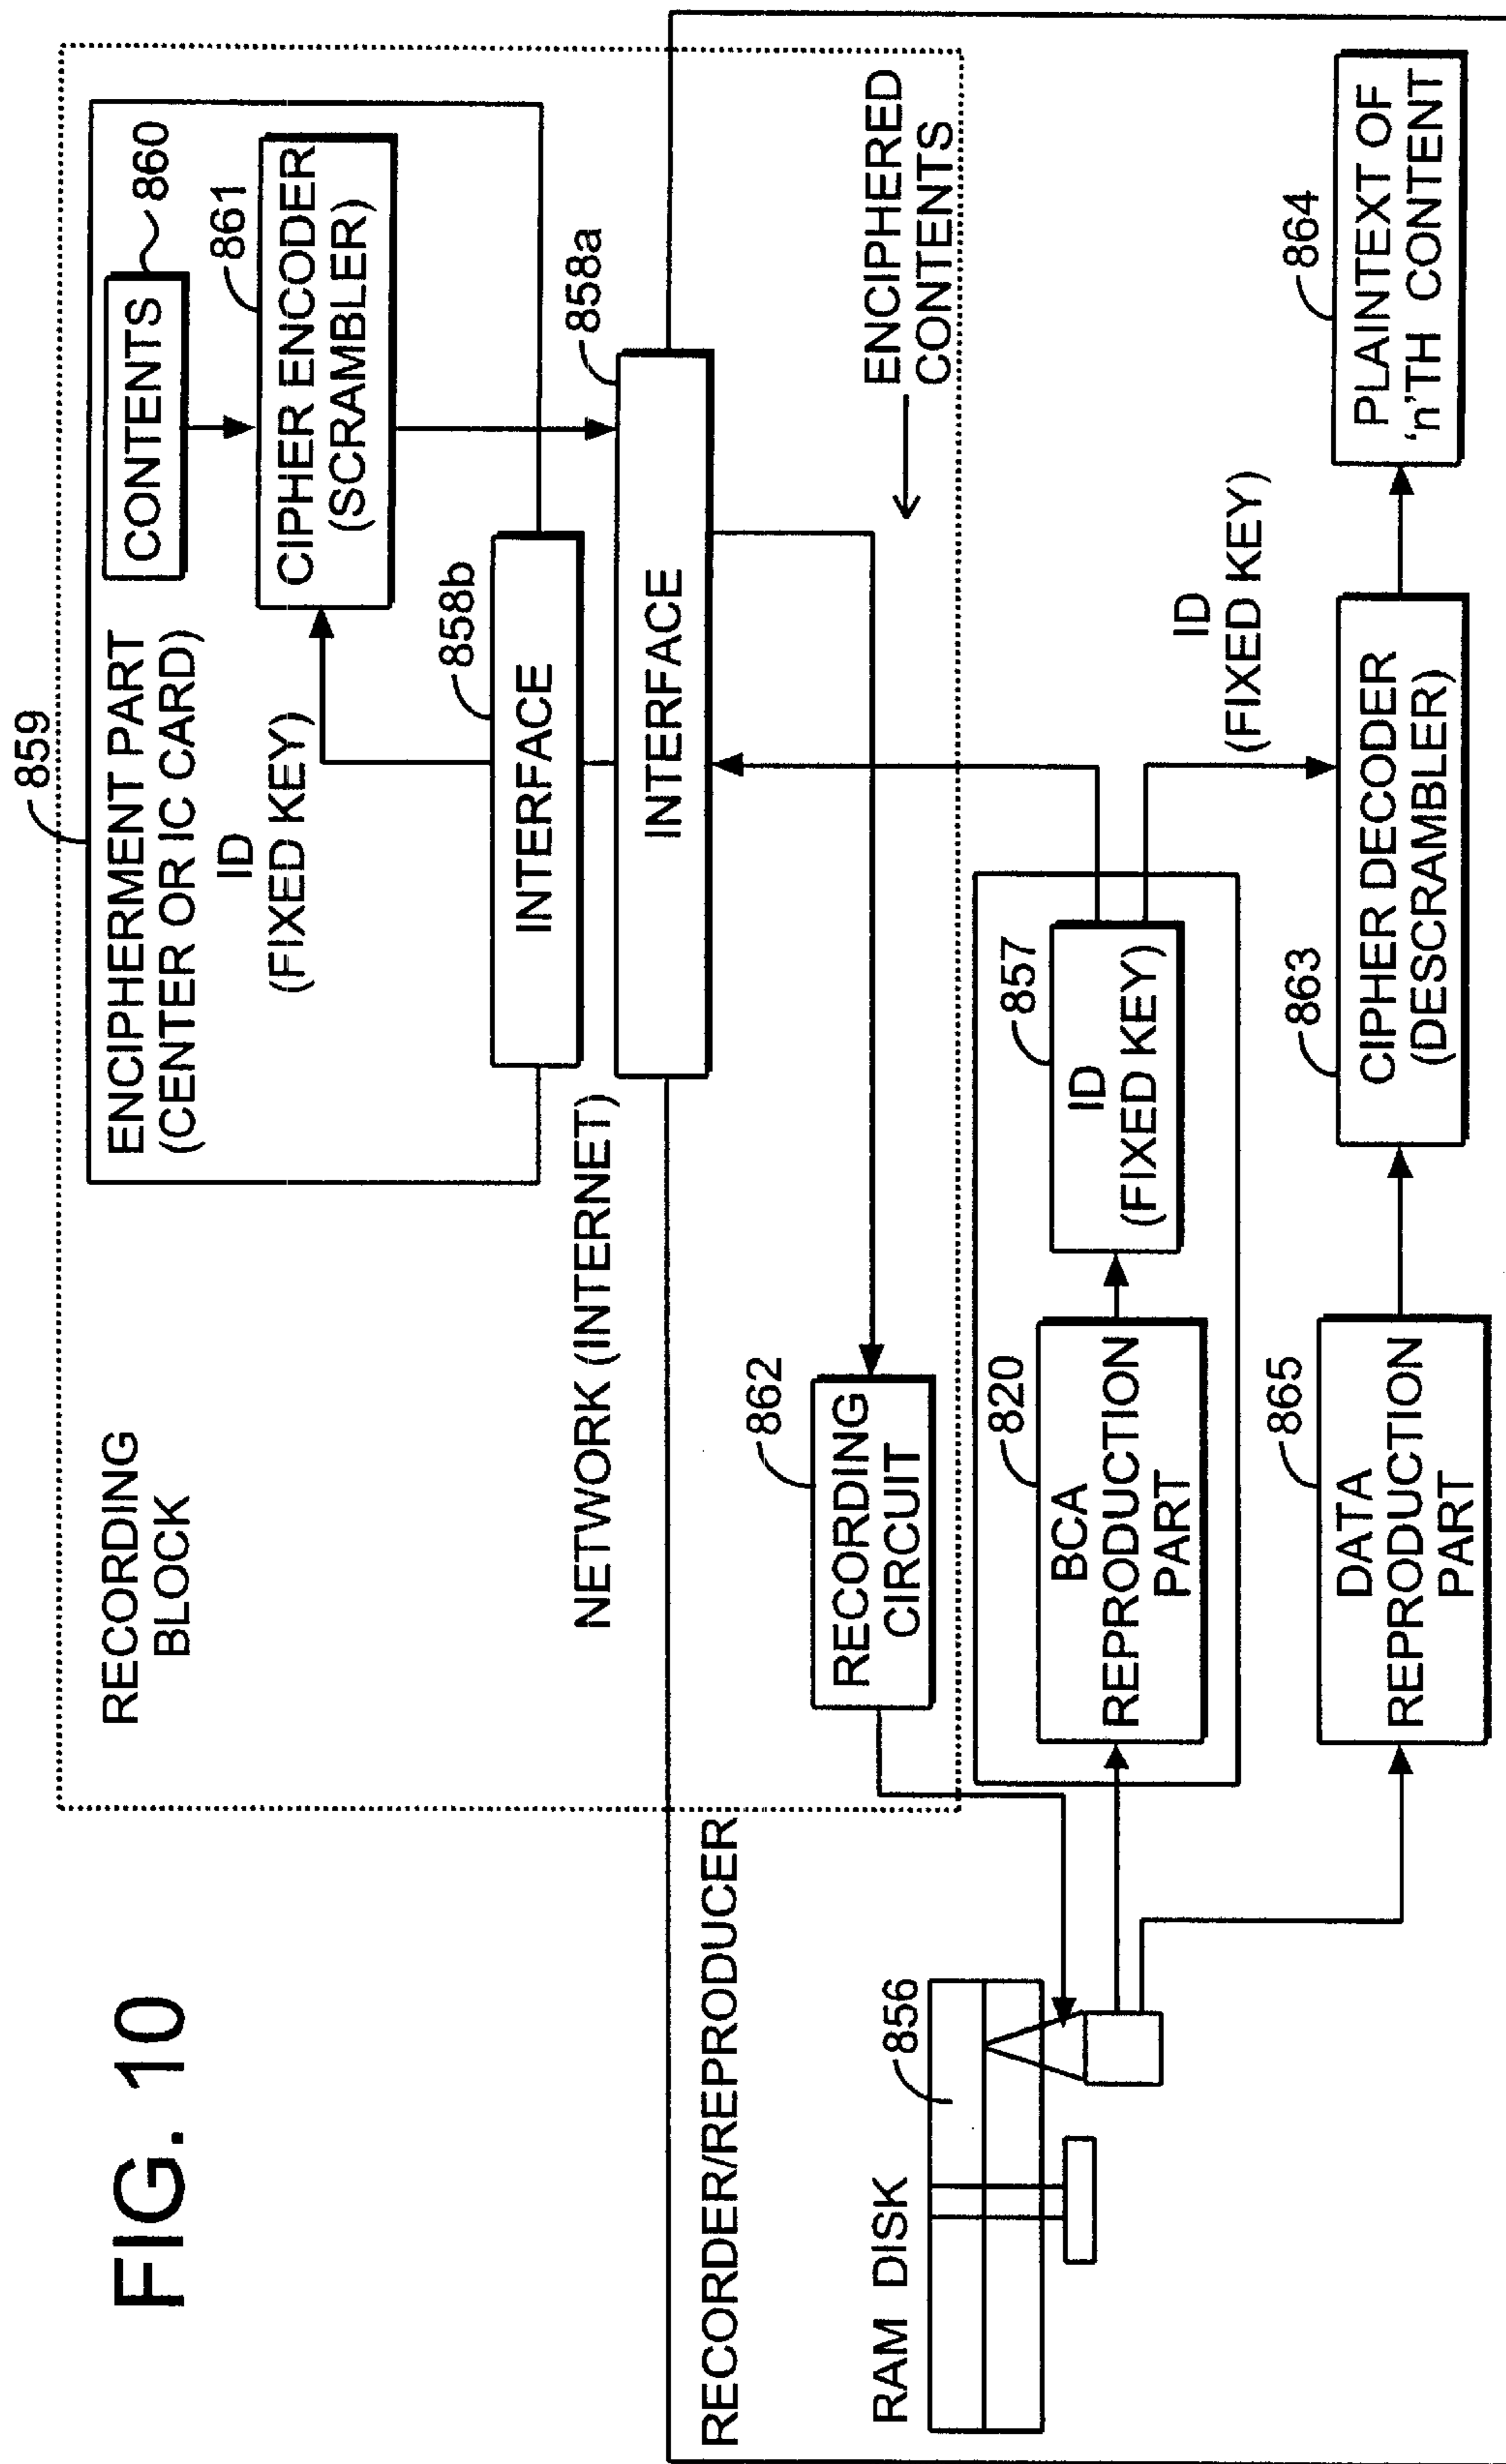 FIG. 10
RECORDING
BLOCK
859
ENCIPHERMENT PART
(CENTER OR IC CARD)
ID
(FIXED KEY)
CONTENTS
860
861
CIPHER ENCODER
(SCRAMBLER)
858b
INTERFACE
NETWORK (INTERNET)
858a
INTERFACE
RECORDER/REPRODUCER
862
RECORDING
CIRCUIT
ENCIPHERED
CONTENTS
RAM DISK
856
820
BCA
REPRODUCTION
PART
857
ID
(FIXED KEY)
ID
(FIXED KEY)
865
DATA
REPRODUCTION
PART
863
CIPHER DECODER
(DESCRAMBLER)
864
PLAINTEXT OF
'n'TH CONTENT